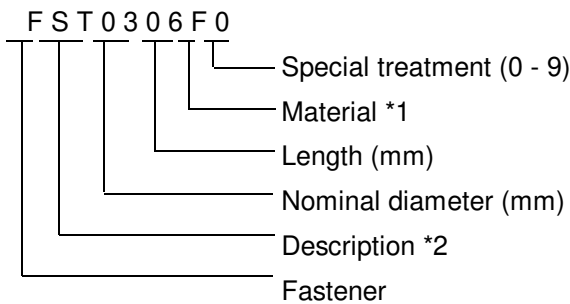 F S T 0 3 0 6 F 0
Special treatment (0 - 9)
Material *1
Length (mm)
Nominal diameter (mm)
Description *2
Fastener